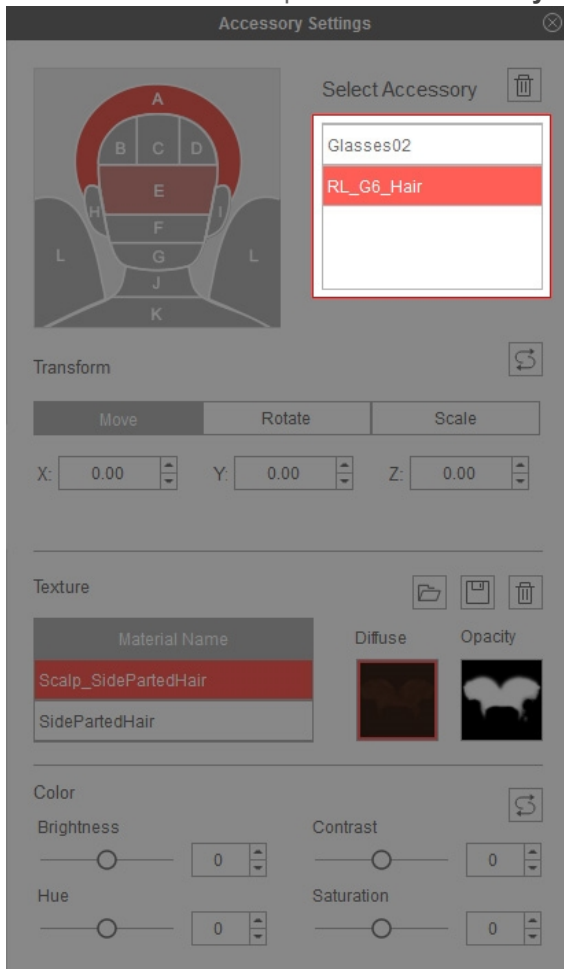 Accessory Settings
Select Accessory
A
B C D
E
H I
F
L G L
J
K
Glasses02
RL_G6_Hair
Transform
Move Rotate Scale
X: 0.00 Y: 0.00 Z: 0.00
Texture
Material Name Diffuse Opacity
Scalp_SidePartedHair
SidePartedHair
Color
Brightness Contrast
0 0
Hue Saturation
0 0